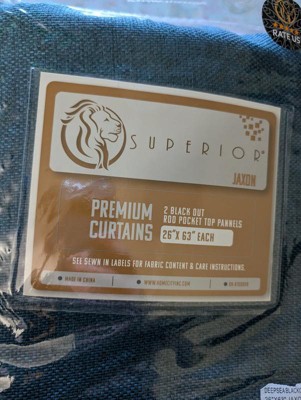 RATE US
SUPERIOR
JAXON
PREMIUM
CURTAINS
2 BLACK OUT
ROD POCKET TOP PANNELS
26"X 63" EACH
SEE SEWN IN LABELS FOR FABRIC CONTENT & CARE INSTRUCTIONS.
MADE IN CHINA